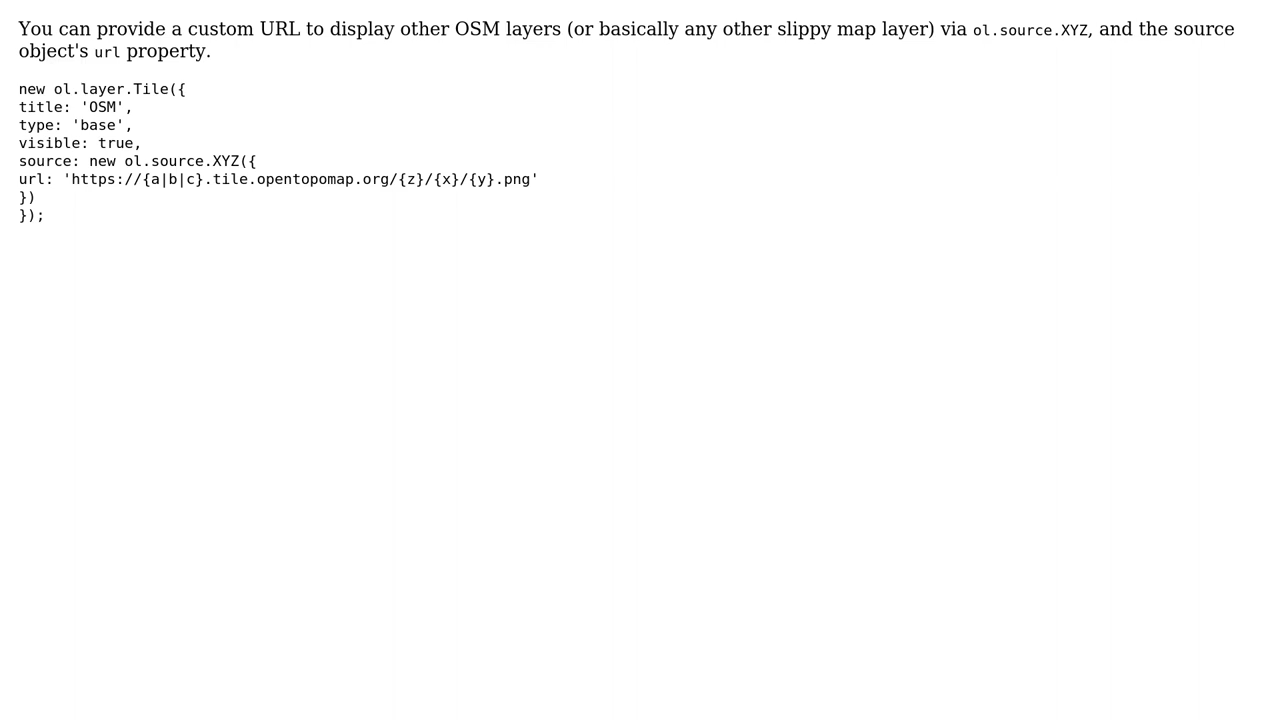 You can provide a custom URL to display other OSM layers (or basically any other slippy map layer) via ol.source.XYZ, and the source
object's url property.
new ol.layer.Tile({
title: 'OSM',
type: 'base',
visible: true,
source: new ol.source.XYZ({
url: 'https://{a|b|c}.tile.opentopomap.org/{z}/{x}/{y}.png'
})
});